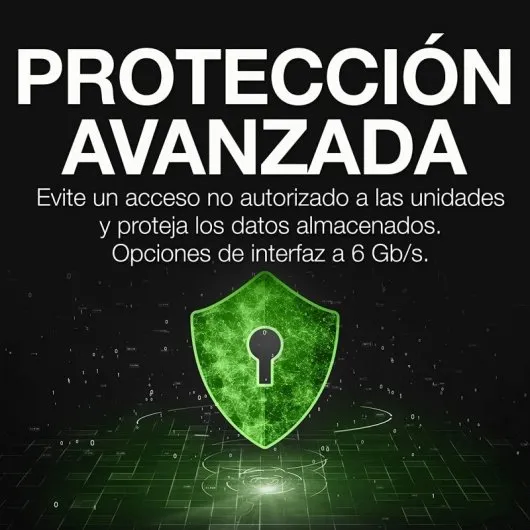 PROTECCIÓN
AVANZADA
Evite un acceso no autorizado a las unidades
y proteja los datos almacenados.
Opciones de interfaz a 6 Gb/s.